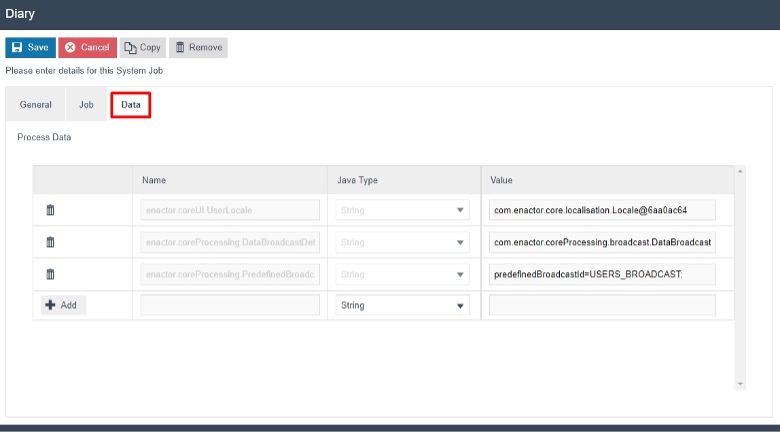 Diary
Save Cancel Copy Remove
Please enter details for this System Job
General Job Data
Process Data
Name Java Type Value
enactor.coreUI.UserLocale String com.enactor.core.localisation.Locale@6aa0ac64
enactor.coreProcessing.DataBroadcastDet String com.enactor.coreProcessing.broadcast.DataBroadcast
enactor.coreProcessing.PredefinedBroadc String predefinedBroadcastId=USERS_BROADCAST;
Add String